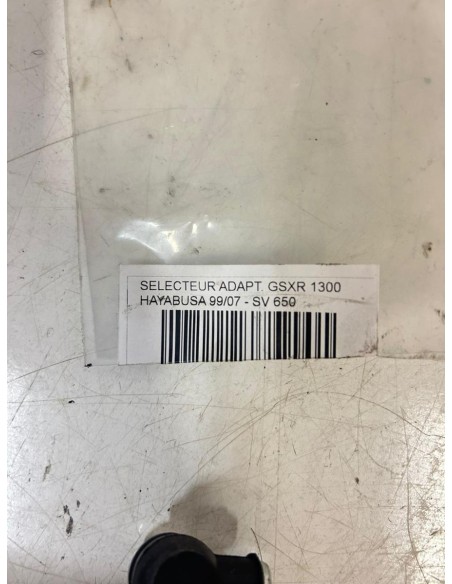 SELECTEUR ADAPT. GSXR 1300
HAYABUSA 99/07 - SV 650